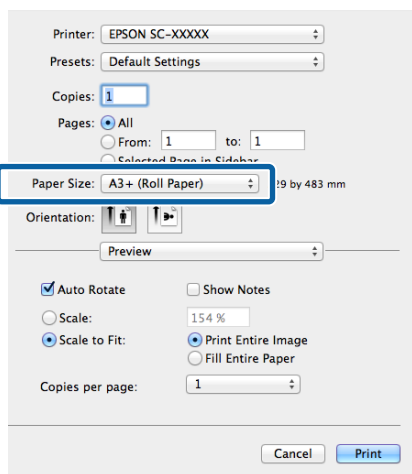 Printer: EPSON SC-XXXXX
Presets: Default Settings
Copies: 1
Pages: All
From: 1 to: 1
Selected Page in Sidebar
Paper Size: A3+ (Roll Paper) 29 by 483 mm
Orientation:
Preview
Auto Rotate Show Notes
Scale: 154 %
Scale to Fit: Print Entire Image
Fill Entire Paper
Copies per page: 1
Cancel Print